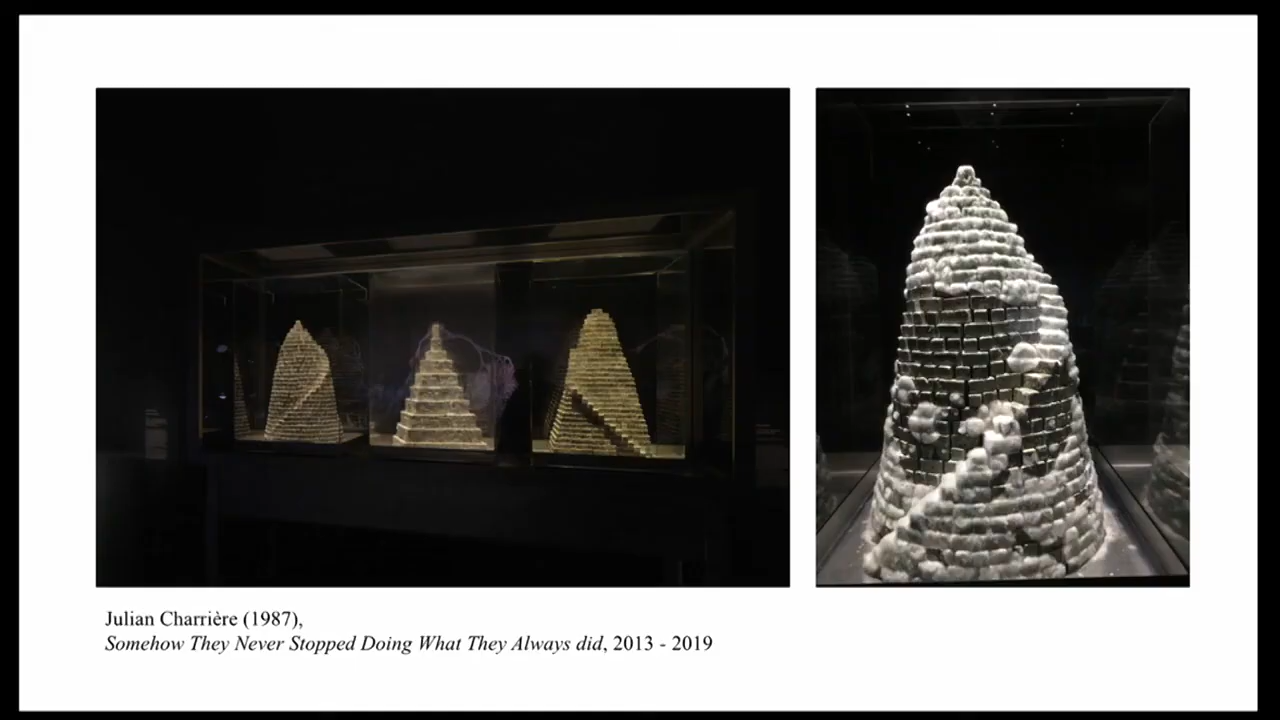 Julian Charrière (1987),
Somehow They Never Stopped Doing What They Always did, 2013 - 2019